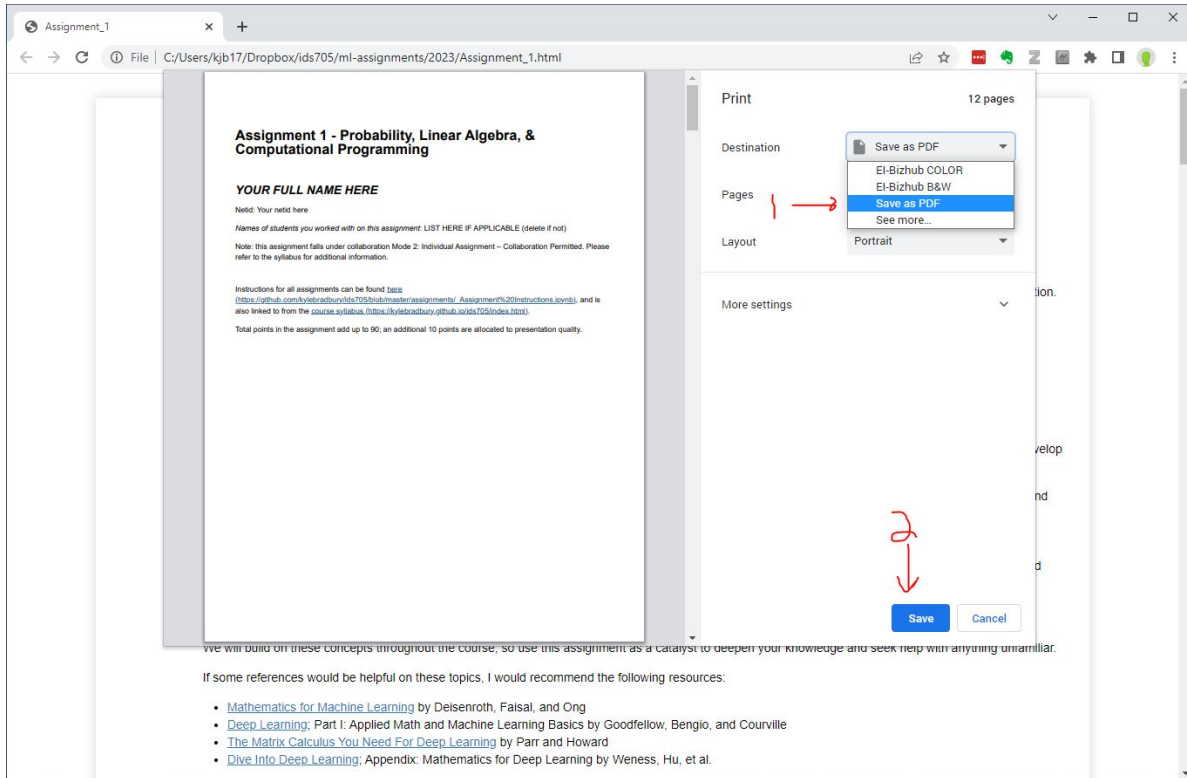 Assignment_1
File | C:/Users/kjb17/Dropbox/ids705/ml-assignments/2023/Assignment_1.html
Assignment 1 - Probability, Linear Algebra, &
Computational Programming
YOUR FULL NAME HERE
Netid: Your netid here
Names of students you worked with on this assignment: LIST HERE IF APPLICABLE (delete if not)
Note: this assignment falls under collaboration Mode 2: Individual Assignment – Collaboration Permitted. Please
refer to the syllabus for additional information.
Instructions for all assignments can be found here
(https://github.com/kylebradbury/ids705/blob/master/assignments/_Assignment%20Instructions.ipynb), and is
also linked to from the course syllabus (https://kylebradbury.github.io/ids705/index.html).
Total points in the assignment add up to 90; an additional 10 points are allocated to presentation quality.
Print
12 pages
Destination
Save as PDF
EI-Bizhub COLOR
EI-Bizhub B&W
Pages
1
Save as PDF
See more...
Layout
Portrait
More settings
tion.
velop
nd
d
2
Save
Cancel
We will build on these concepts throughout the course, so use this assignment as a catalyst to deepen your knowledge and seek help with anything unfamiliar.
If some references would be helpful on these topics, I would recommend the following resources:
• Mathematics for Machine Learning by Deisenroth, Faisal, and Ong
• Deep Learning; Part I: Applied Math and Machine Learning Basics by Goodfellow, Bengio, and Courville
• The Matrix Calculus You Need For Deep Learning by Parr and Howard
• Dive Into Deep Learning; Appendix: Mathematics for Deep Learning by Weness, Hu, et al.